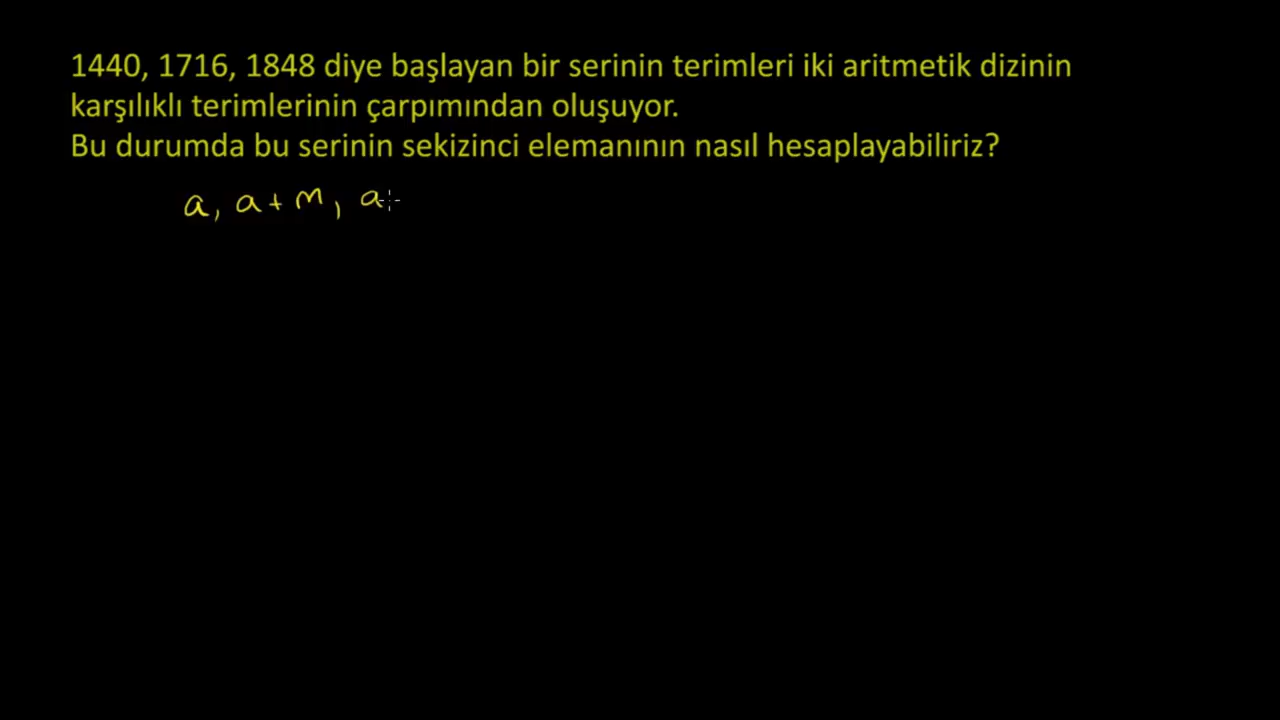 1440, 1716, 1848 diye başlayan bir serinin terimleri iki aritmetik dizinin
karşılıklı terimlerinin çarpımından oluşuyor.
Bu durumda bu serinin sekizinci elemanının nasıl hesaplayabiliriz?
a, a + m, a